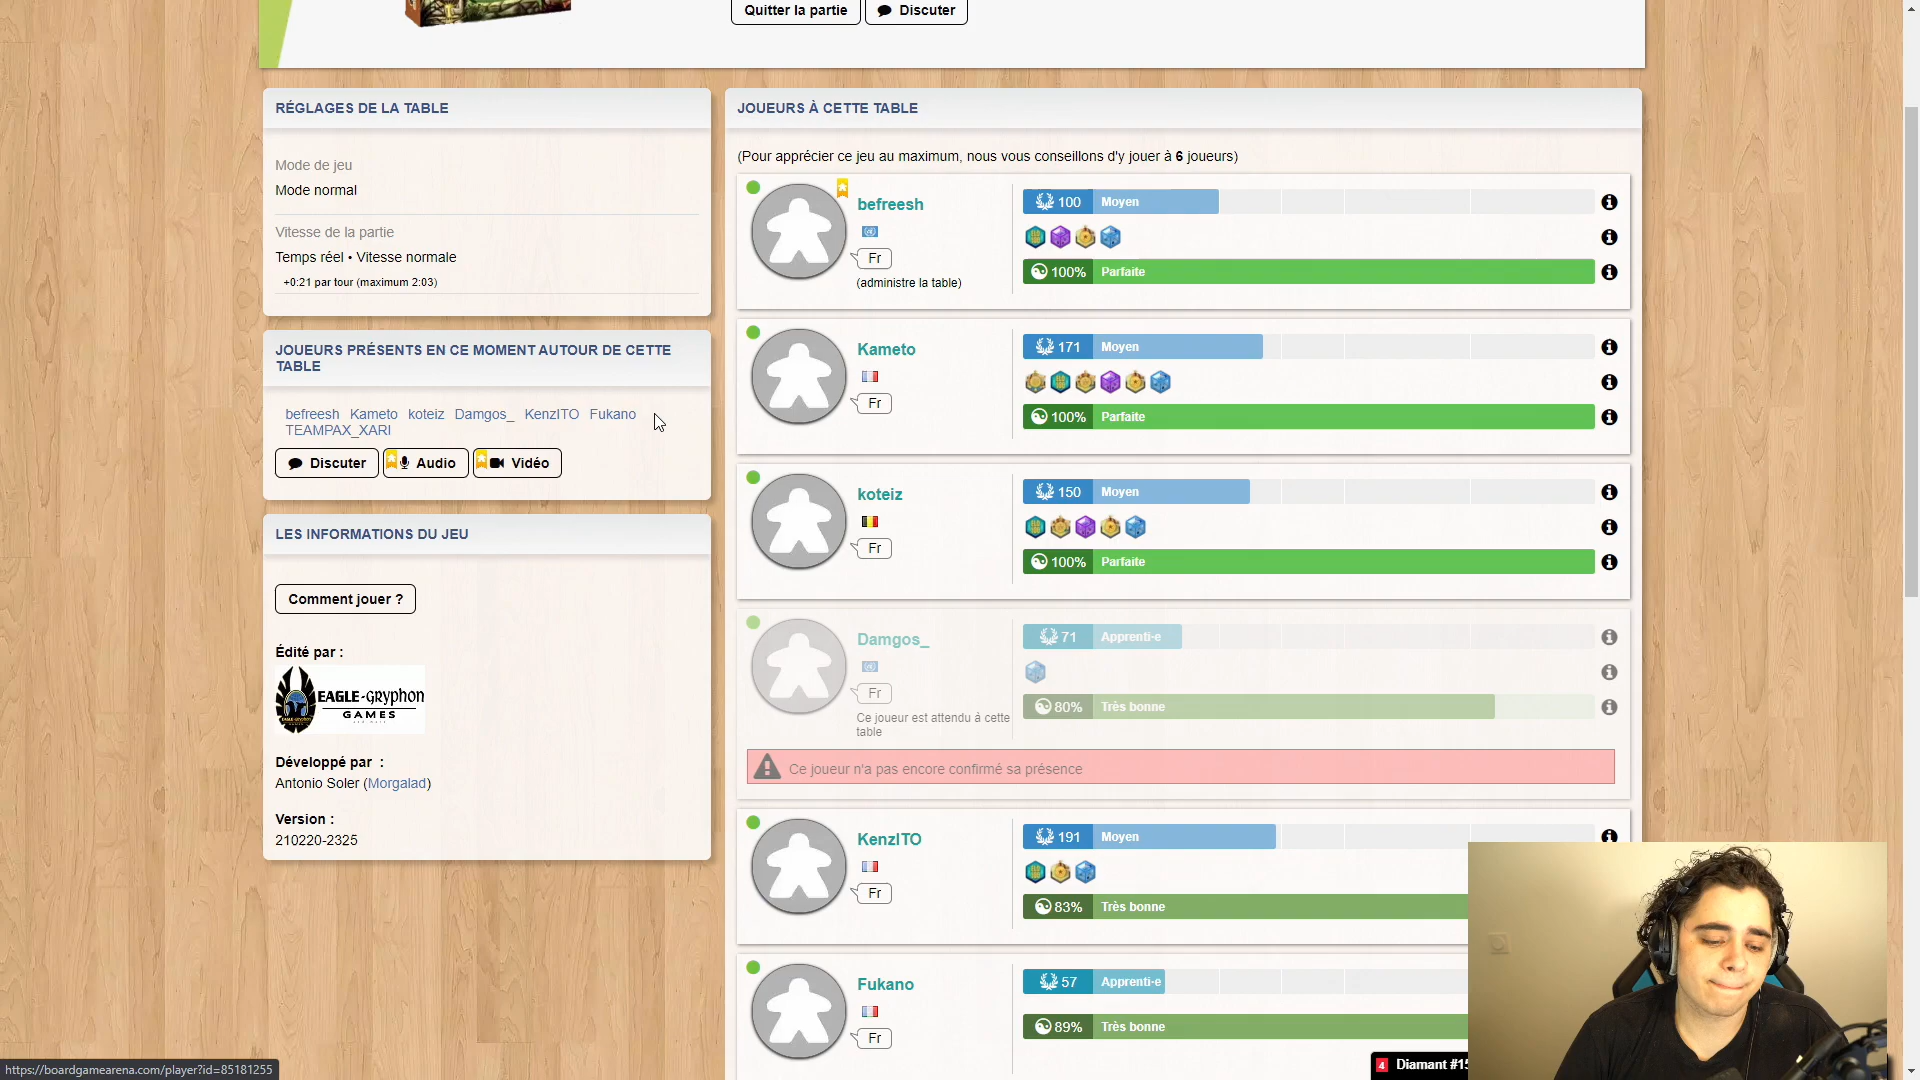 Quitter la partie
Discuter
RÉGLAGES DE LA TABLE
Mode de jeu
Mode normal
Vitesse de la partie
Temps réel • Vitesse normale
+0:21 par tour (maximum 2:03)
JOUEURS PRÉSENTS EN CE MOMENT AUTOUR DE CETTE
TABLE
befreesh Kameto koteiz Damgos_ KenzITO Fukano
TEAMPAX_XARI
Discuter
Audio
Vidéo
LES INFORMATIONS DU JEU
Comment jouer ?
Édité par :
EAGLE-GRYPHON
GAMES
Développé par :
Antonio Soler (Morgalad)
Version :
210220-2325
JOUEURS À CETTE TABLE
(Pour apprécier ce jeu au maximum, nous vous conseillons d'y jouer à 6 joueurs)
befreesh
Fr
(administre la table)
100 Moyen
100% Parfaite
Kameto
Fr
171 Moyen
100% Parfaite
koteiz
Fr
150 Moyen
100% Parfaite
Damgos_
Fr
Ce joueur est attendu à cette
table
71 Apprenti-e
80% Très bonne
Ce joueur n'a pas encore confirmé sa présence
KenzITO
Fr
191 Moyen
83% Très bonne
Fukano
Fr
57 Apprenti-e
89% Très bonne
4 Diamant #15
https://boardgamearena.com/player?id=85181255